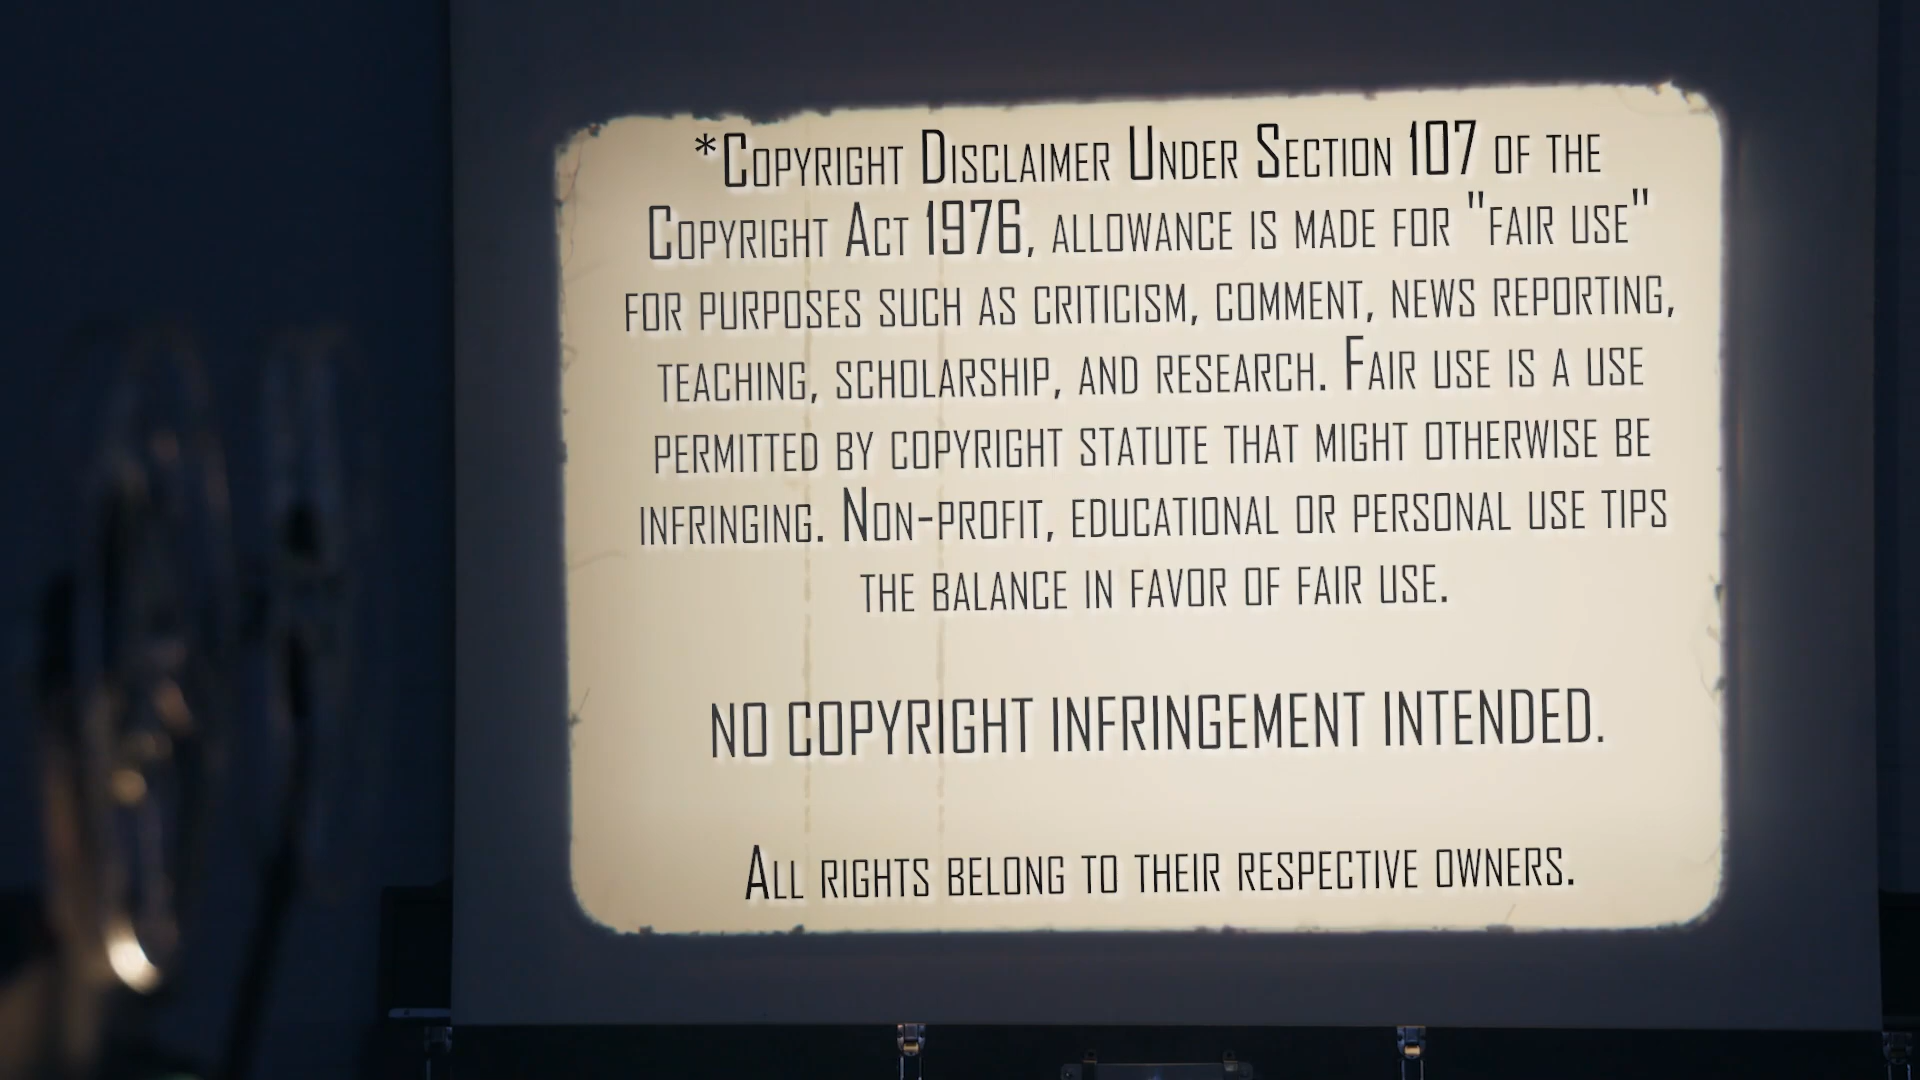 *Copyright Disclaimer Under Section 107 of the
Copyright Act 1976, allowance is made for "fair use"
for purposes such as criticism, comment, news reporting,
teaching, scholarship, and research. Fair use is a use
permitted by copyright statute that might otherwise be
infringing. Non-profit, educational or personal use tips
the balance in favor of fair use.
NO COPYRIGHT INFRINGEMENT INTENDED.
All rights belong to their respective owners.